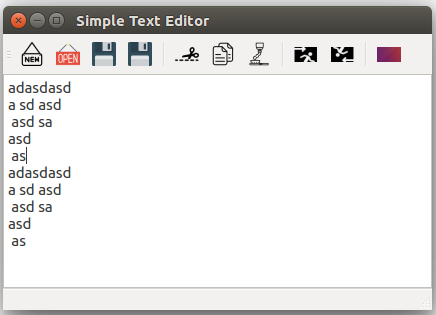 Simple Text Editor
NEW
OPEN
adasdasd
a sd asd
 asd sa
asd
 as
adasdasd
a sd asd
 asd sa
asd
 as